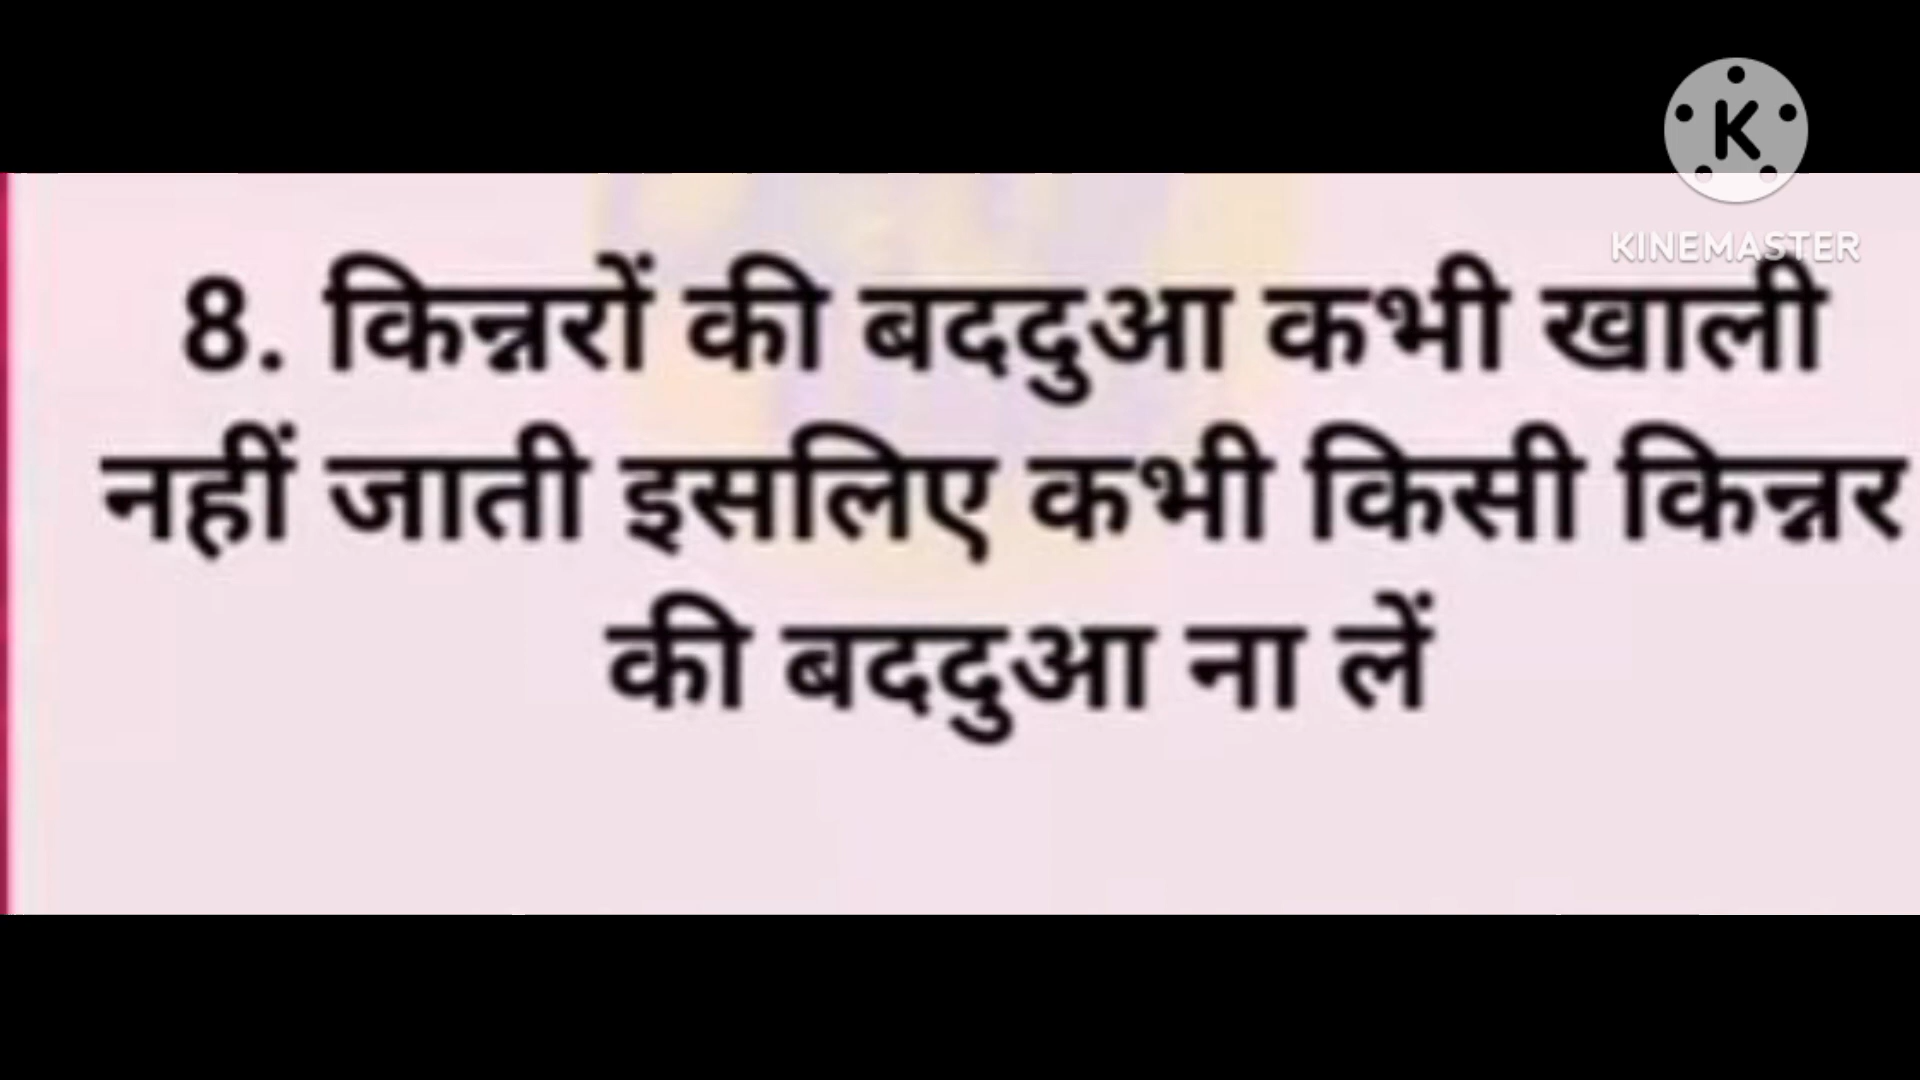 KINEMASTER
8. किन्नरों की बददुआ कभी खाली
नहीं जाती इसलिए कभी किसी किन्नर
की बददुआ ना लें